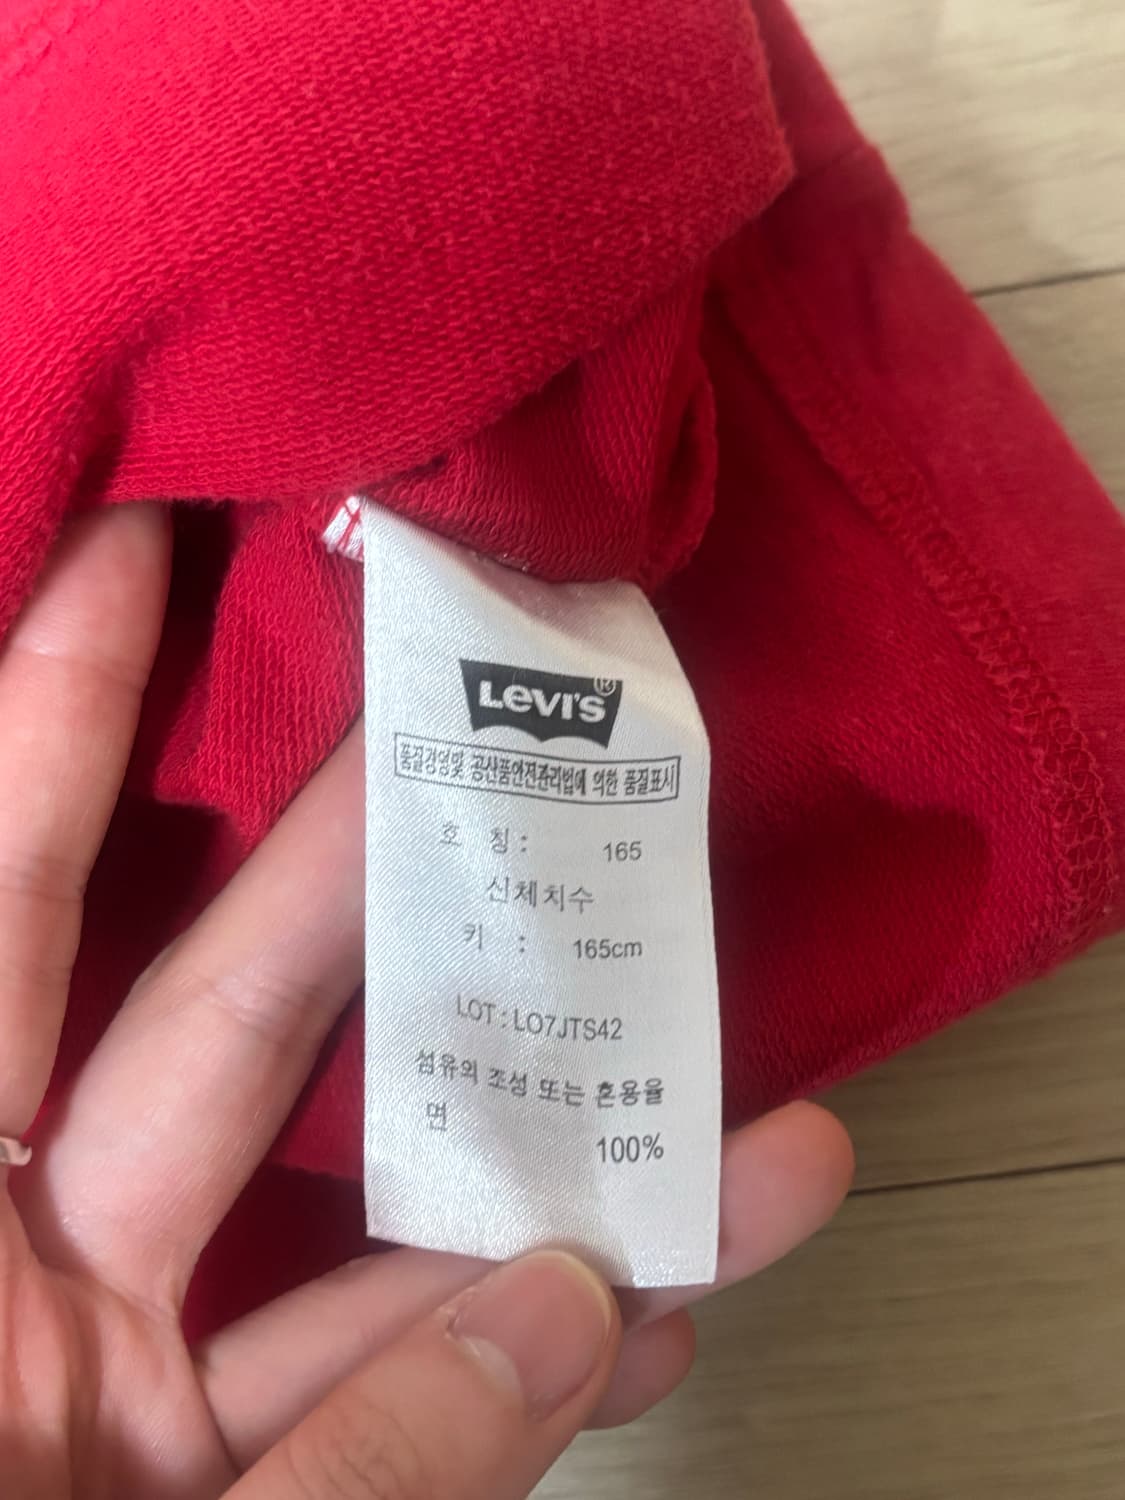 Levi's®
품질경영및 공산품안전관리법에 의한 품질표시
호 칭 : 165
신체치수
키 : 165cm
LOT : LO7JTS42
섬유의 조성 또는 혼용율
면
100%